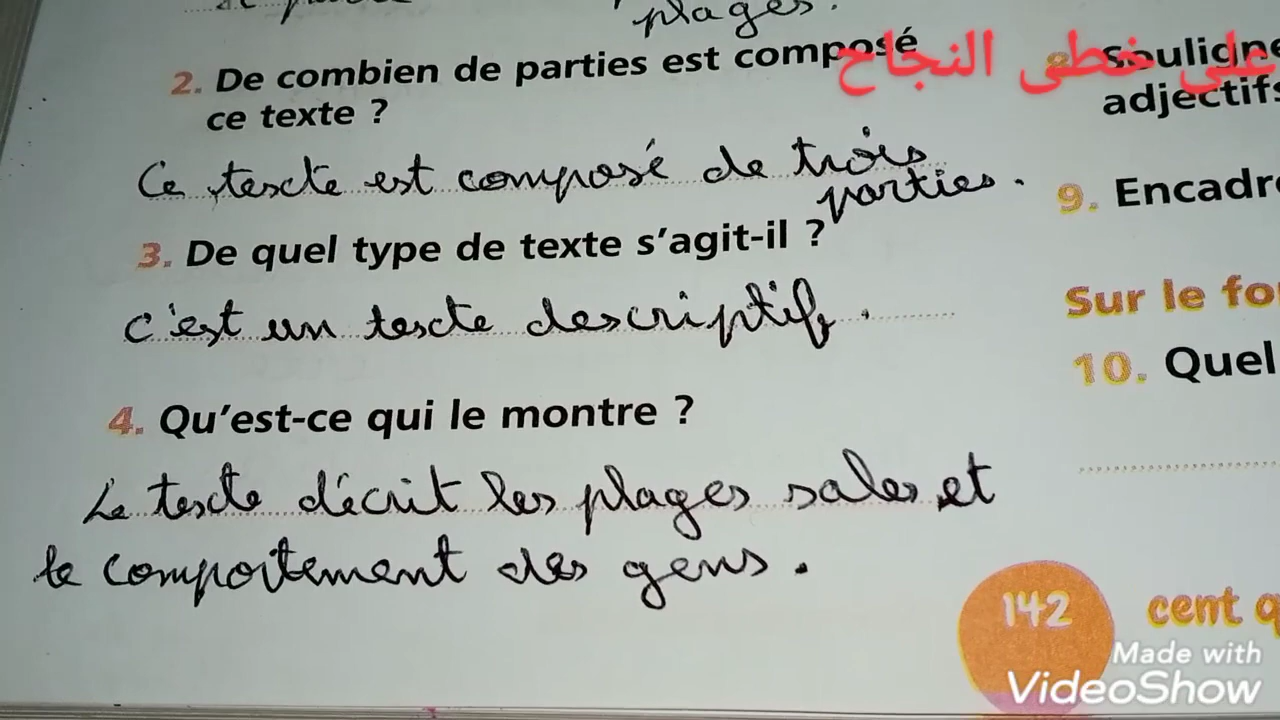 plages.
2. De combien de parties est composé
ce texte ?
Ce texte est composé de trois
parties.
3. De quel type de texte s'agit-il ?
c'est un texte descriptif.
4. Qu'est-ce qui le montre ?
Le texte décrit les plages sales et
le comportement des gens.
على خطى النجاح
8. Souligne
adjectifs
9. Encadre
Sur le fo
10. Quel
142 cent q
Made with
VideoShow